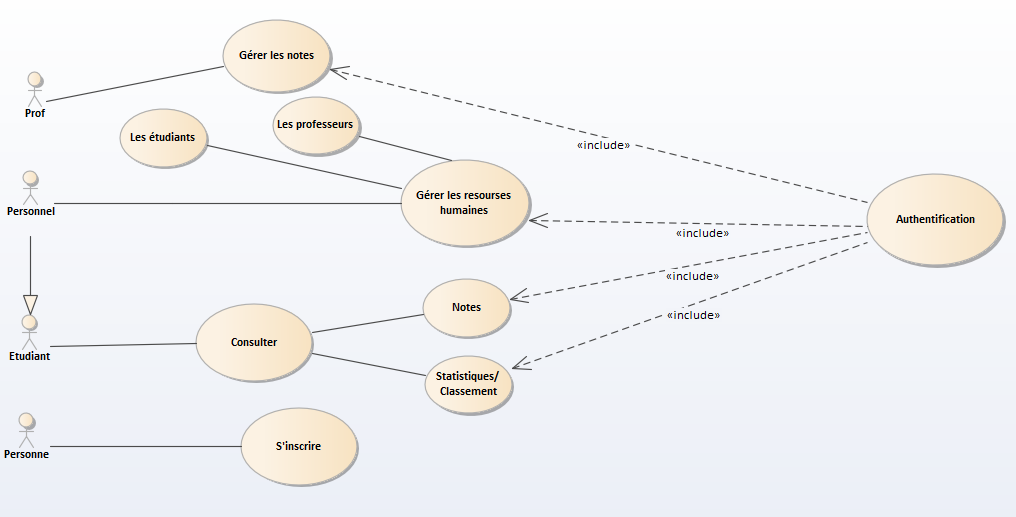 Gérer les notes
Prof
Les professeurs
Les étudiants
«include»
Personnel
Gérer les resourses
humaines
Authentification
«include»
«include»
Notes
«include»
Etudiant
Consulter
Statistiques/
Classement
Personne
S'inscrire